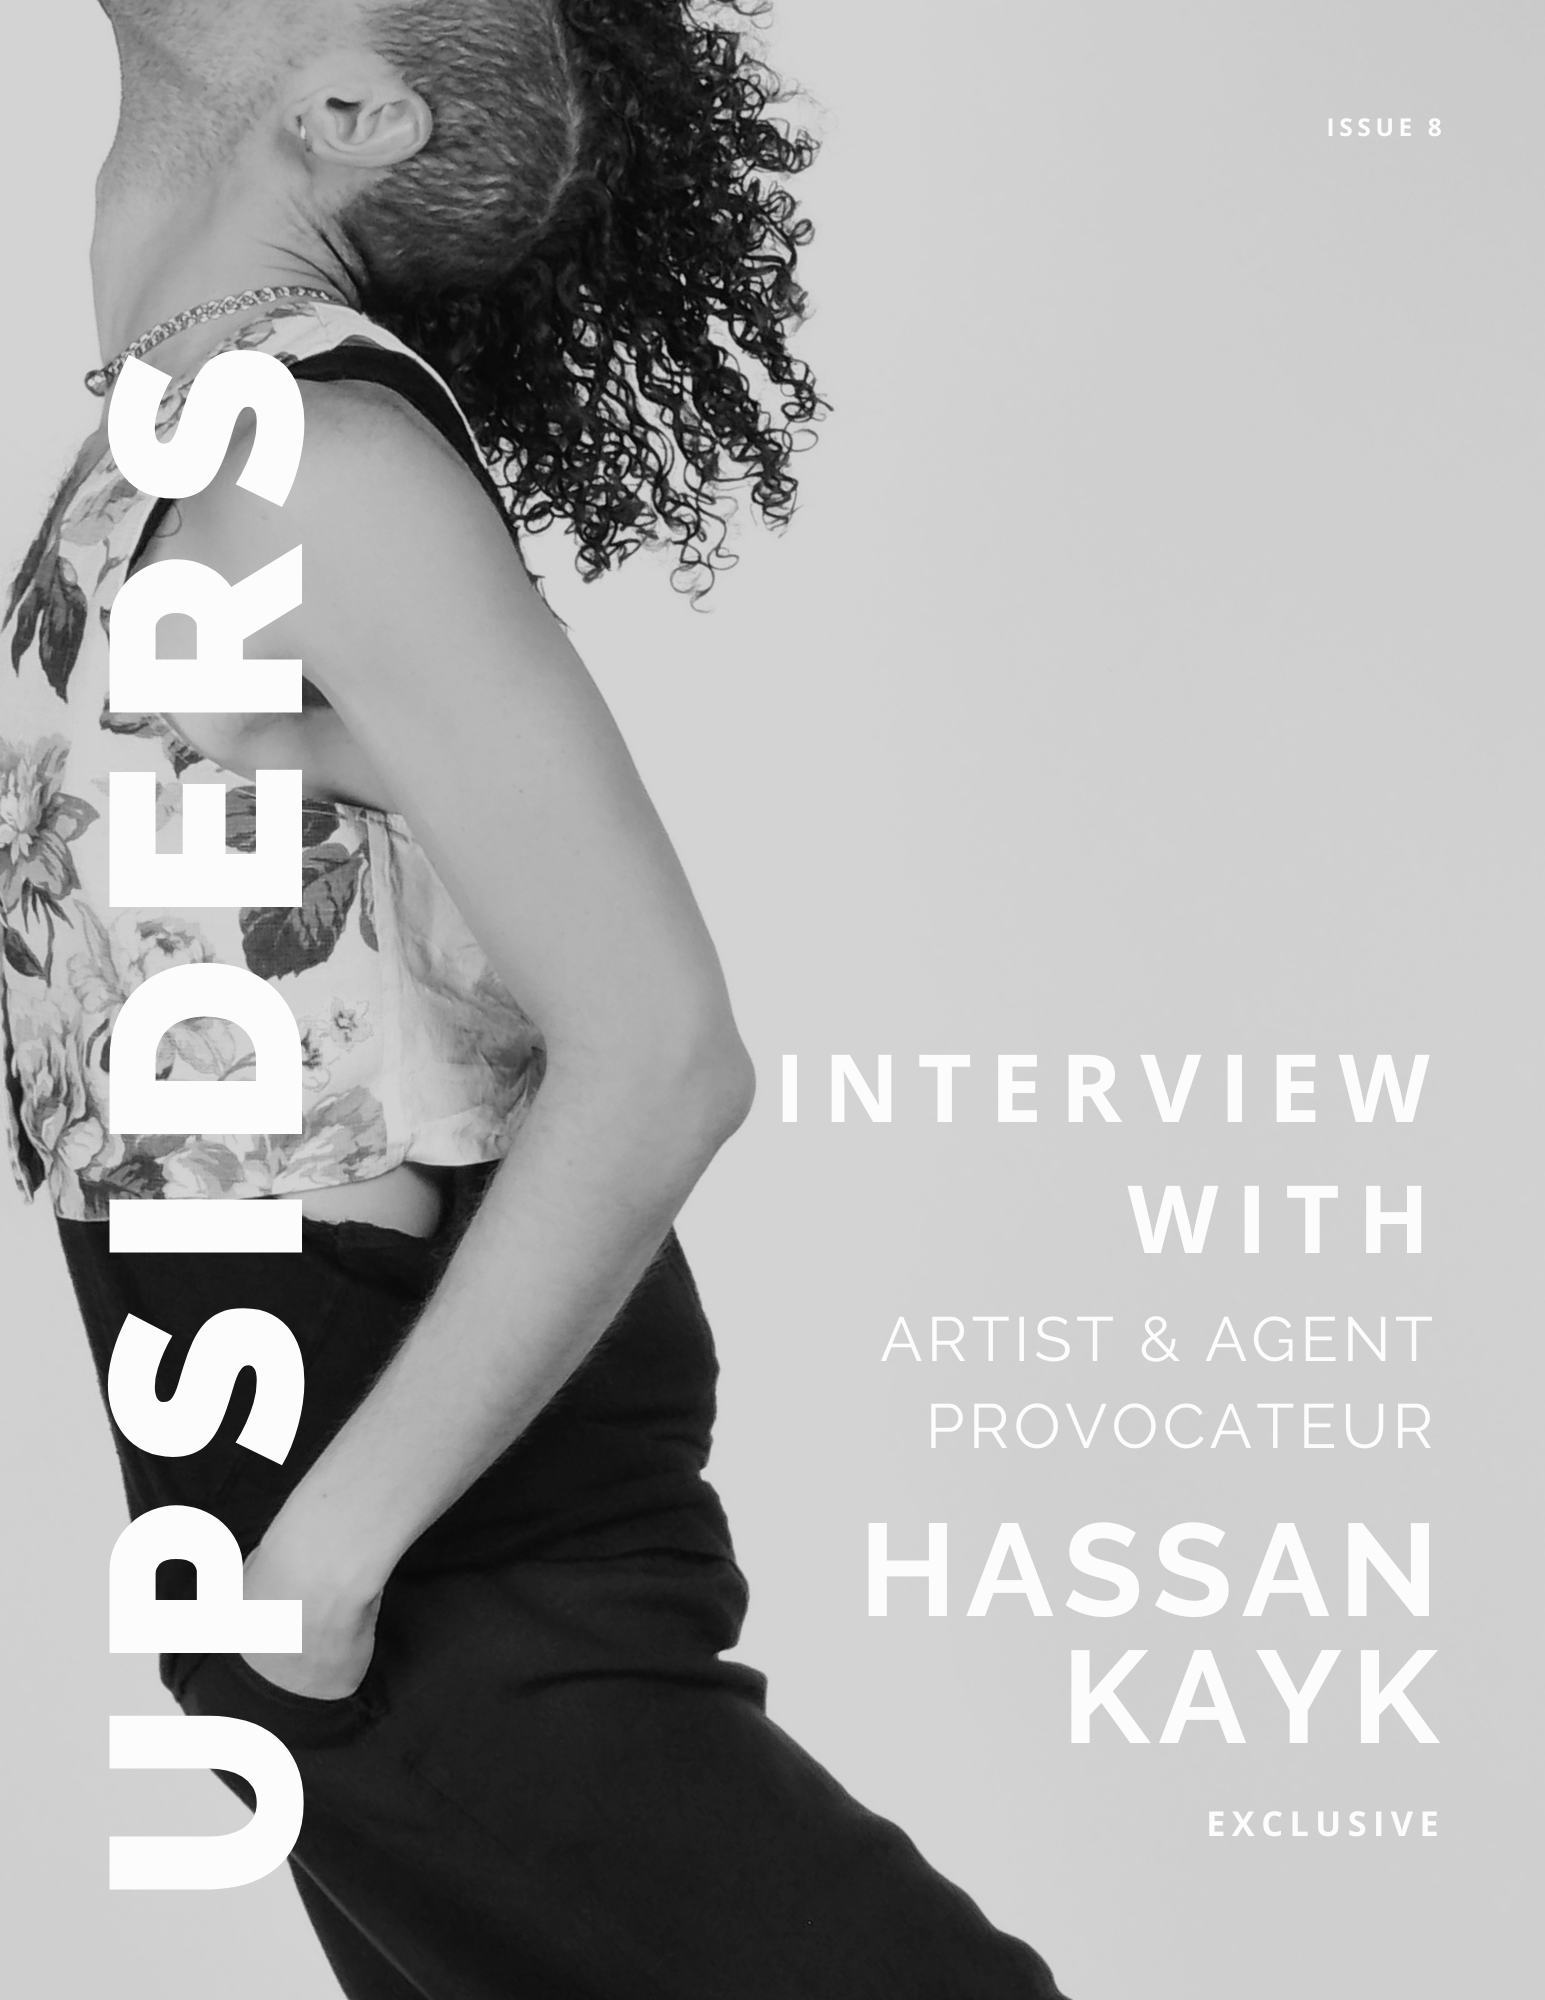 ISSUE 8
UPSIDERS
INTERVIEW
WITH
ARTIST & AGENT
PROVOCATEUR
HASSAN
KAYK
EXCLUSIVE